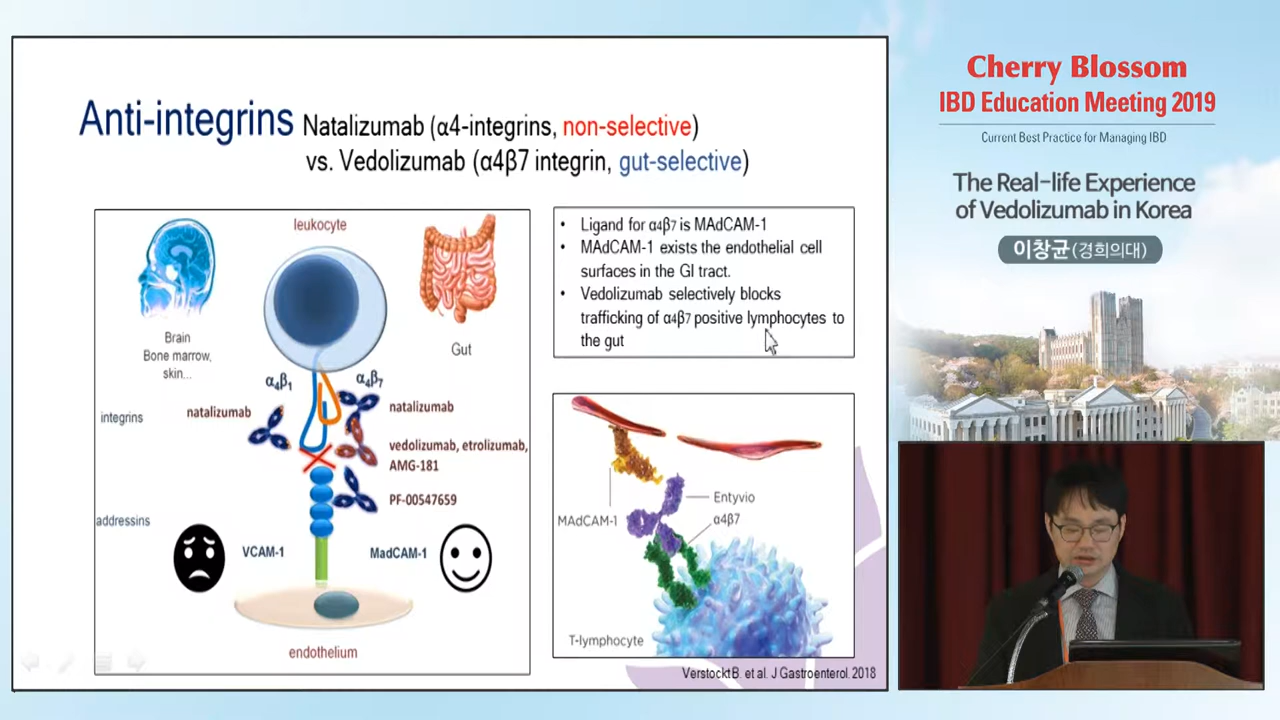 Anti-integrins Natalizumab (α4-integrins, non-selective)
vs. Vedolizumab (α4β7 integrin, gut-selective)
leukocyte
Brain
Bone marrow,
skin...
Gut
α4β1
α4β7
integrins
natalizumab
natalizumab
vedolizumab, etrolizumab,
AMG-181
PF-00547659
addressins
VCAM-1
MadCAM-1
endothelium
• Ligand for α4β7 is MAdCAM-1
• MAdCAM-1 exists the endothelial cell
surfaces in the GI tract.
• Vedolizumab selectively blocks
trafficking of α4β7 positive lymphocytes to
the gut
MAdCAM-1
Entyvio
α4β7
T-lymphocyte
Verstockt B. et al. J Gastroenterol. 2018
Cherry Blossom
IBD Education Meeting 2019
Current Best Practice for Managing IBD
The Real-life Experience
of Vedolizumab in Korea
이창균(경희의대)